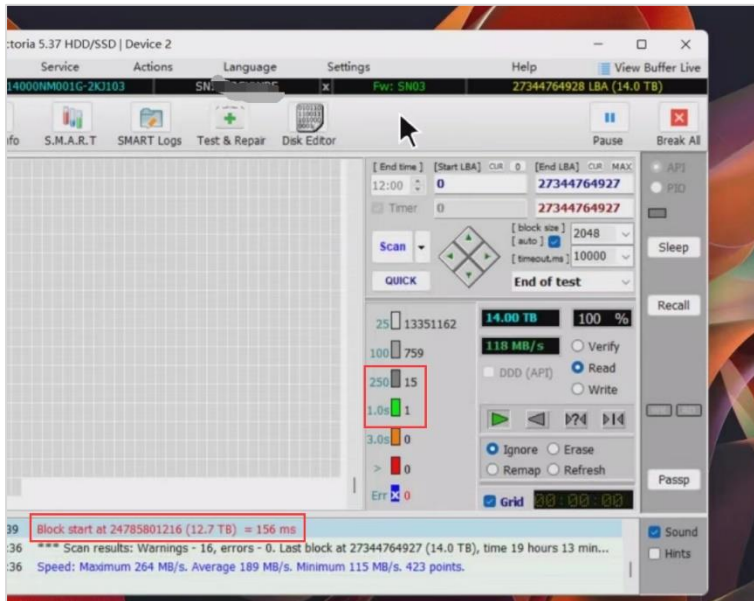 ctoria 5.37 HDD/SSD | Device 2
Service Actions Language Settings Help View Buffer Live
14000NM001G-2KJ103 SN: x Fw: SN03 27344764928 LBA (14.0 TB)
nfo S.M.A.R.T SMART Logs Test & Repair Disk Editor Pause Break All
[ End time ] [Start LBA] CUR 0 [End LBA] CUR MAX
12:00 0 27344764927
Timer 0 27344764927
API
PIO
[ block size ]
[ auto ] 2048
[ timeout,ms ] 10000
Scan
QUICK End of test
Sleep
Recall
25 13351162
100 759
250 15
1.0s 1
3.0s 0
> 0
Err x 0
14.00 TB 100 %
118 MB/s Verify
DDD (API) Read
Write
Ignore Erase
Remap Refresh
Grid 00:00:00
Passp
Sound
Hints
39 Block start at 24785801216 (12.7 TB) = 156 ms
:36 *** Scan results: Warnings - 16, errors - 0. Last block at 27344764927 (14.0 TB), time 19 hours 13 min...
:36 Speed: Maximum 264 MB/s. Average 189 MB/s. Minimum 115 MB/s. 423 points.